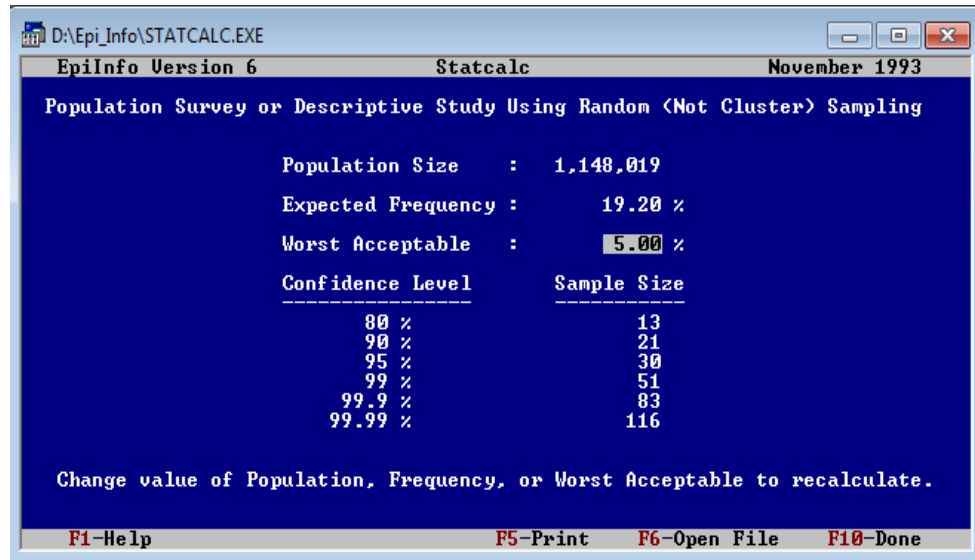 D:\Epi_Info\STATCALC.EXE
EpiInfo Version 6 Statcalc November 1993
Population Survey or Descriptive Study Using Random (Not Cluster) Sampling
Population Size : 1,148,019
Expected Frequency : 19.20 %
Worst Acceptable : 5.00 %
Confidence Level Sample Size
80 % 13
90 % 21
95 % 30
99 % 51
99.9 % 83
99.99 % 116
Change value of Population, Frequency, or Worst Acceptable to recalculate.
F1-Help F5-Print F6-Open File F10-Done